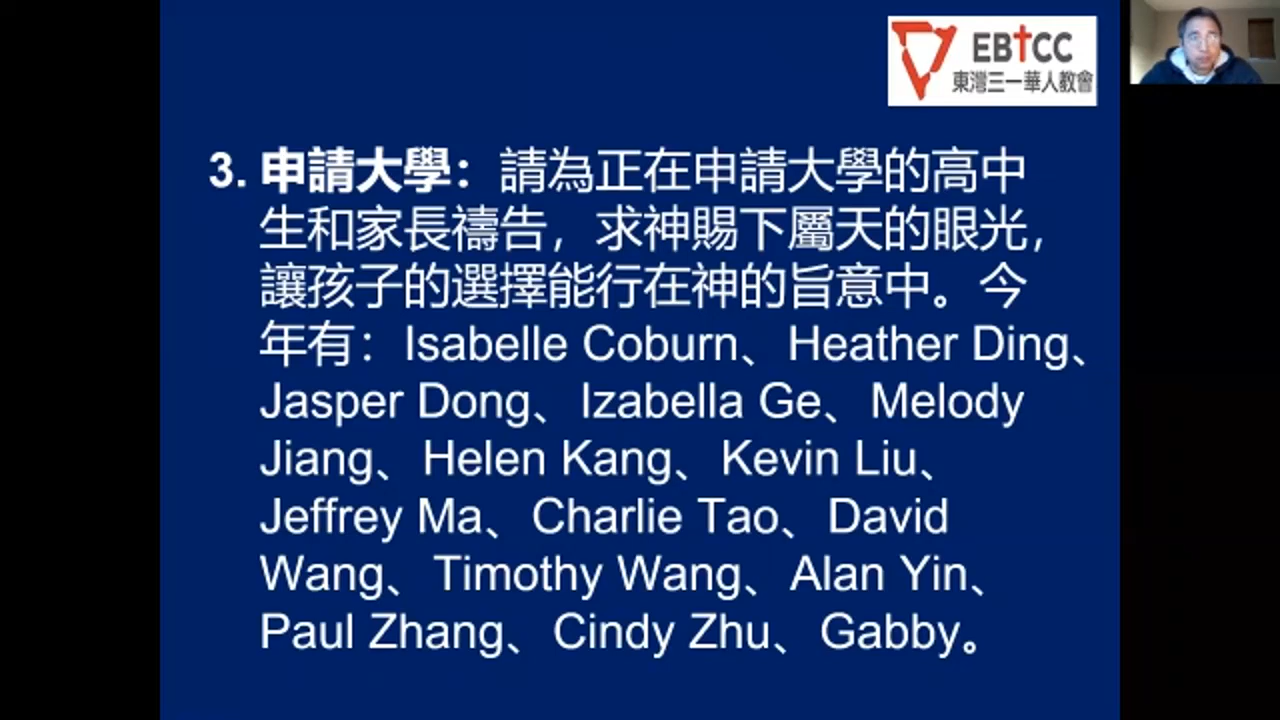 EB†CC
東灣三一華人教會
3. 申請大學：請為正在申請大學的高中
生和家長禱告，求神賜下屬天的眼光，
讓孩子的選擇能行在神的旨意中。今
年有：Isabelle Coburn、Heather Ding、
Jasper Dong、Izabella Ge、Melody
Jiang、Helen Kang、Kevin Liu、
Jeffrey Ma、Charlie Tao、David
Wang、Timothy Wang、Alan Yin、
Paul Zhang、Cindy Zhu、Gabby。